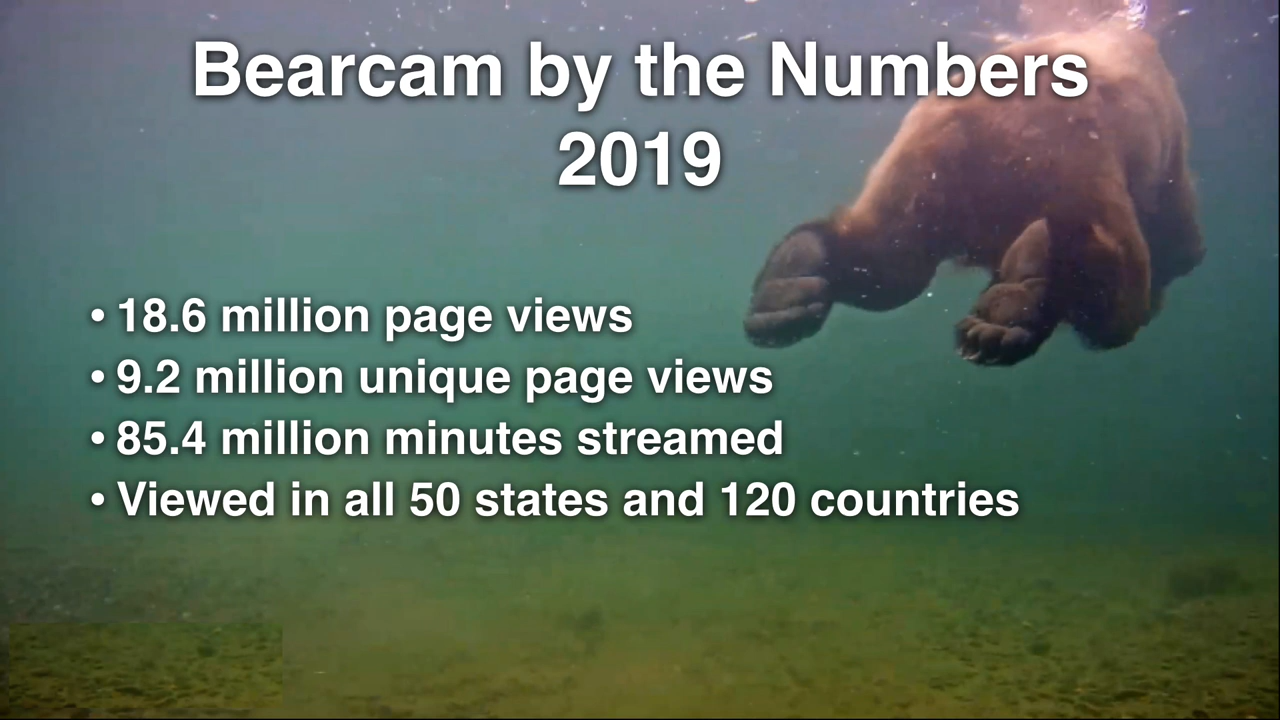 Bearcam by the Numbers
2019
• 18.6 million page views
• 9.2 million unique page views
• 85.4 million minutes streamed
• Viewed in all 50 states and 120 countries